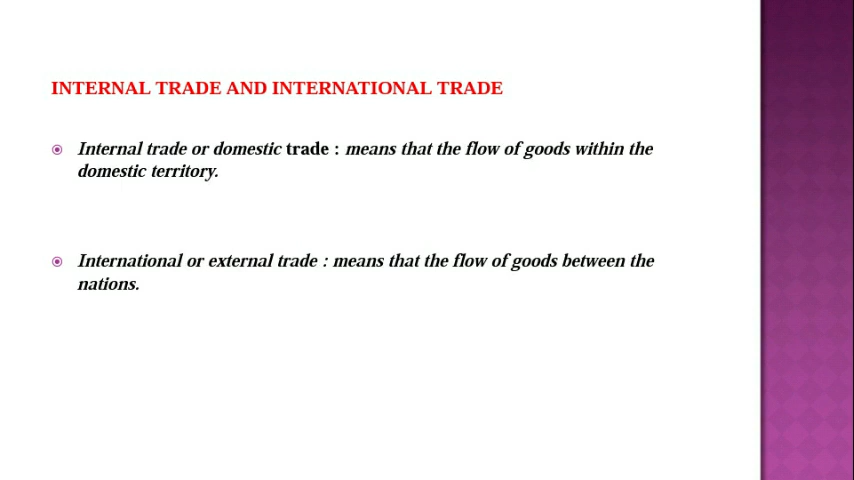 INTERNAL TRADE AND INTERNATIONAL TRADE
Internal trade or domestic trade : means that the flow of goods within the
domestic territory.
International or external trade : means that the flow of goods between the
nations.